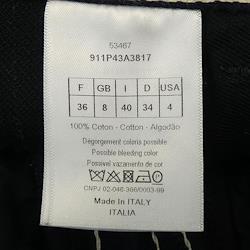 53467
911P43A3817
F GB I D USA
36 8 40 34 4
100% Coton - Cotton - Algodão
Dégorgement coloris possible
Possible bleeding color
Possivel vazamento de cor
CNPJ 02-046-366/0003-99
Made In ITALY
ITALIA